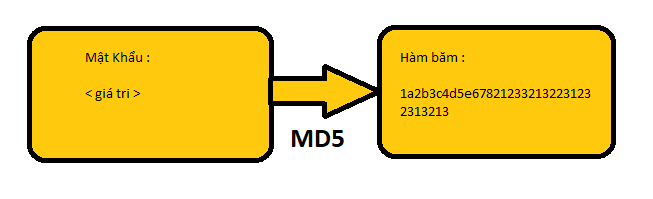 Mật Khẩu :
< giá tri >
MD5
Hàm băm :
1a2b3c4d5e67821233213223123
2313213